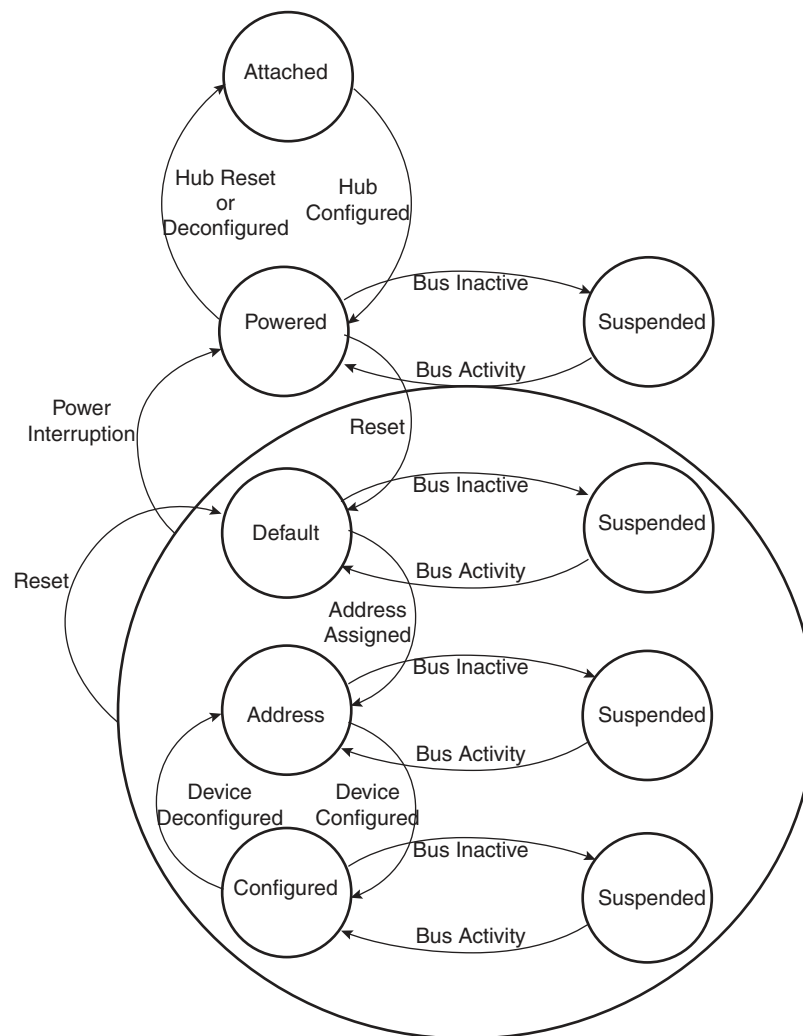 Attached
Hub Reset
or
Deconfigured
Hub
Configured
Powered
Bus Inactive
Suspended
Bus Activity
Power
Interruption
Reset
Default
Bus Inactive
Suspended
Bus Activity
Reset
Address
Assigned
Address
Bus Inactive
Suspended
Bus Activity
Device
Deconfigured
Device
Configured
Configured
Bus Inactive
Suspended
Bus Activity